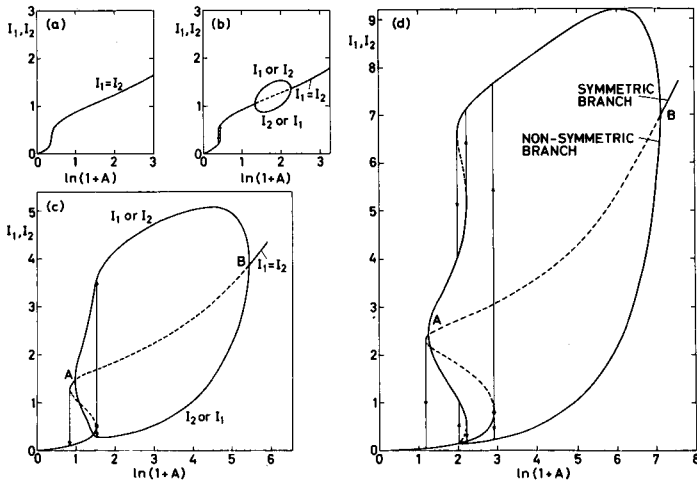 (a)
I₁,I₂
3
2
1
0
I₁=I₂
0 1 2 3
ln(1+A)
(b)
I₁,I₂
3
2
1
0
I₁ or I₂
I₁=I₂
I₂ or I₁
0 1 2 3
ln(1+A)
(c)
I₁,I₂
5
4
3
2
1
0
I₁ or I₂
B
I₁=I₂
A
I₂ or I₁
0 1 2 3 4 5 6
ln(1+A)
(d)
I₁,I₂
9
8
7
6
5
4
3
2
1
0
SYMMETRIC
BRANCH
B
NON-SYMMETRIC
BRANCH
A
0 1 2 3 4 5 6 7 8
ln(1+A)